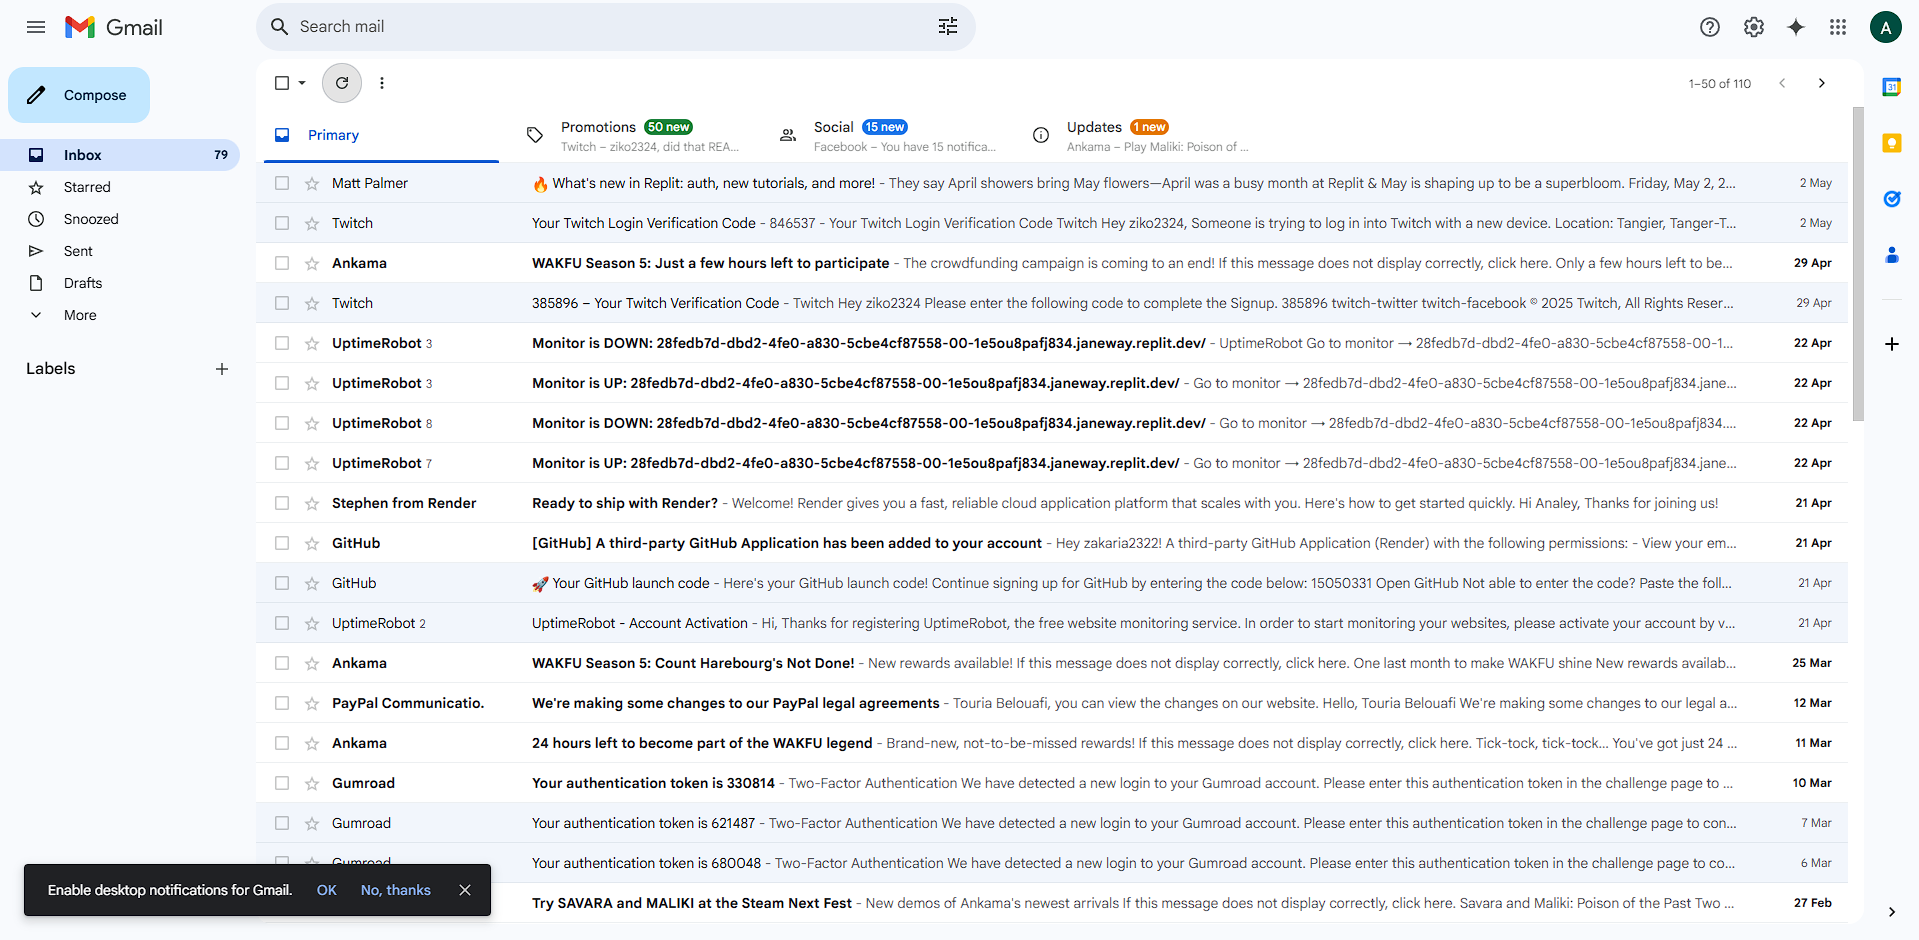 Gmail
Search mail
A
Compose
1–50 of 110
31
Primary
Promotions 50 new
Twitch – ziko2324, did that REA...
Social 15 new
Facebook – You have 15 notifica...
Updates 1 new
Ankama – Play Maliki: Poison of ...
Inbox 79
Starred
Snoozed
Sent
Drafts
More
Labels
Matt Palmer 🔥 What's new in Replit: auth, new tutorials, and more! - They say April showers bring May flowers—April was a busy month at Replit & May is shaping up to be a superbloom. Friday, May 2, 2... 2 May
Twitch Your Twitch Login Verification Code - 846537 - Your Twitch Login Verification Code Twitch Hey ziko2324, Someone is trying to log in into Twitch with a new device. Location: Tangier, Tanger-T... 2 May
Ankama WAKFU Season 5: Just a few hours left to participate - The crowdfunding campaign is coming to an end! If this message does not display correctly, click here. Only a few hours left to be... 29 Apr
Twitch 385896 – Your Twitch Verification Code - Twitch Hey ziko2324 Please enter the following code to complete the Signup. 385896 twitch-twitter twitch-facebook © 2025 Twitch, All Rights Reser... 29 Apr
UptimeRobot 3 Monitor is DOWN: 28fedb7d-dbd2-4fe0-a830-5cbe4cf87558-00-1e5ou8pafj834.janeway.replit.dev/ - UptimeRobot Go to monitor → 28fedb7d-dbd2-4fe0-a830-5cbe4cf87558-00-1... 22 Apr
UptimeRobot 3 Monitor is UP: 28fedb7d-dbd2-4fe0-a830-5cbe4cf87558-00-1e5ou8pafj834.janeway.replit.dev/ - Go to monitor → 28fedb7d-dbd2-4fe0-a830-5cbe4cf87558-00-1e5ou8pafj834.jane... 22 Apr
UptimeRobot 8 Monitor is DOWN: 28fedb7d-dbd2-4fe0-a830-5cbe4cf87558-00-1e5ou8pafj834.janeway.replit.dev/ - Go to monitor → 28fedb7d-dbd2-4fe0-a830-5cbe4cf87558-00-1e5ou8pafj834.... 22 Apr
UptimeRobot 7 Monitor is UP: 28fedb7d-dbd2-4fe0-a830-5cbe4cf87558-00-1e5ou8pafj834.janeway.replit.dev/ - Go to monitor → 28fedb7d-dbd2-4fe0-a830-5cbe4cf87558-00-1e5ou8pafj834.jane... 22 Apr
Stephen from Render Ready to ship with Render? - Welcome! Render gives you a fast, reliable cloud application platform that scales with you. Here's how to get started quickly. Hi Analey, Thanks for joining us! 21 Apr
GitHub [GitHub] A third-party GitHub Application has been added to your account - Hey zakaria2322! A third-party GitHub Application (Render) with the following permissions: - View your em... 21 Apr
GitHub 🚀 Your GitHub launch code - Here's your GitHub launch code! Continue signing up for GitHub by entering the code below: 15050331 Open GitHub Not able to enter the code? Paste the foll... 21 Apr
UptimeRobot 2 UptimeRobot - Account Activation - Hi, Thanks for registering UptimeRobot, the free website monitoring service. In order to start monitoring your websites, please activate your account by v... 21 Apr
Ankama WAKFU Season 5: Count Harebourg's Not Done! - New rewards available! If this message does not display correctly, click here. One last month to make WAKFU shine New rewards availab... 25 Mar
PayPal Communicatio. We're making some changes to our PayPal legal agreements - Touria Belouafi, you can view the changes on our website. Hello, Touria Belouafi We're making some changes to our legal a... 12 Mar
Ankama 24 hours left to become part of the WAKFU legend - Brand-new, not-to-be-missed rewards! If this message does not display correctly, click here. Tick-tock, tick-tock... You've got just 24 ... 11 Mar
Gumroad Your authentication token is 330814 - Two-Factor Authentication We have detected a new login to your Gumroad account. Please enter this authentication token in the challenge page to ... 10 Mar
Gumroad Your authentication token is 621487 - Two-Factor Authentication We have detected a new login to your Gumroad account. Please enter this authentication token in the challenge page to con... 7 Mar
Gumroad Your authentication token is 680048 - Two-Factor Authentication We have detected a new login to your Gumroad account. Please enter this authentication token in the challenge page to co... 6 Mar
Try SAVARA and MALIKI at the Steam Next Fest - New demos of Ankama's newest arrivals If this message does not display correctly, click here. Savara and Maliki: Poison of the Past Two ... 27 Feb
Enable desktop notifications for Gmail. OK No, thanks